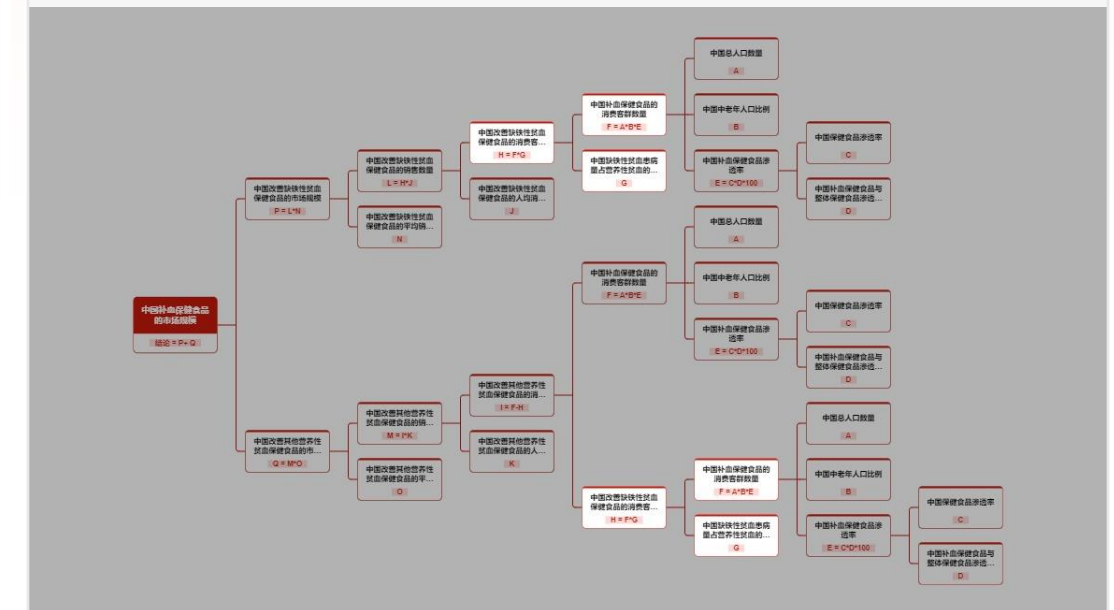 中国总人口数量
A
中国补血保健食品的
消费客群数量
F = A*B*E
中国中老年人口比例
B
中国改善缺铁性贫血
保健食品的消费客...
H = F*G
中国保健食品渗透率
C
中国缺铁性贫血患病
量占营养性贫血的...
G
中国补血保健食品渗
透率
E = C*D*100
中国改善缺铁性贫血
保健食品的销售数量
L = H*J
中国改善缺铁性贫血
保健食品的市场规模
P = L*N
中国改善缺铁性贫血
保健食品的人均消...
J
中国补血保健食品与
整体保健食品渗透...
D
中国改善缺铁性贫血
保健食品的平均销...
N
中国总人口数量
A
中国补血保健食品的
消费客群数量
F = A*B*E
中国中老年人口比例
B
中国补血保健食品
的市场规模
结论 = P+ Q
中国保健食品渗透率
C
中国补血保健食品渗
透率
E = C*D*100
中国补血保健食品与
整体保健食品渗透...
D
中国改善其他营养性
贫血保健食品的消...
I = F-H
中国改善其他营养性
贫血保健食品的销...
M = I*K
中国总人口数量
A
中国改善其他营养性
贫血保健食品的市...
Q = M*O
中国改善其他营养性
贫血保健食品的人...
K
中国改善其他营养性
贫血保健食品的平...
O
中国补血保健食品的
消费客群数量
F = A*B*E
中国中老年人口比例
B
中国改善缺铁性贫血
保健食品的消费客...
H = F*G
中国保健食品渗透率
C
中国缺铁性贫血患病
量占营养性贫血的...
G
中国补血保健食品渗
透率
E = C*D*100
中国补血保健食品与
整体保健食品渗透...
D